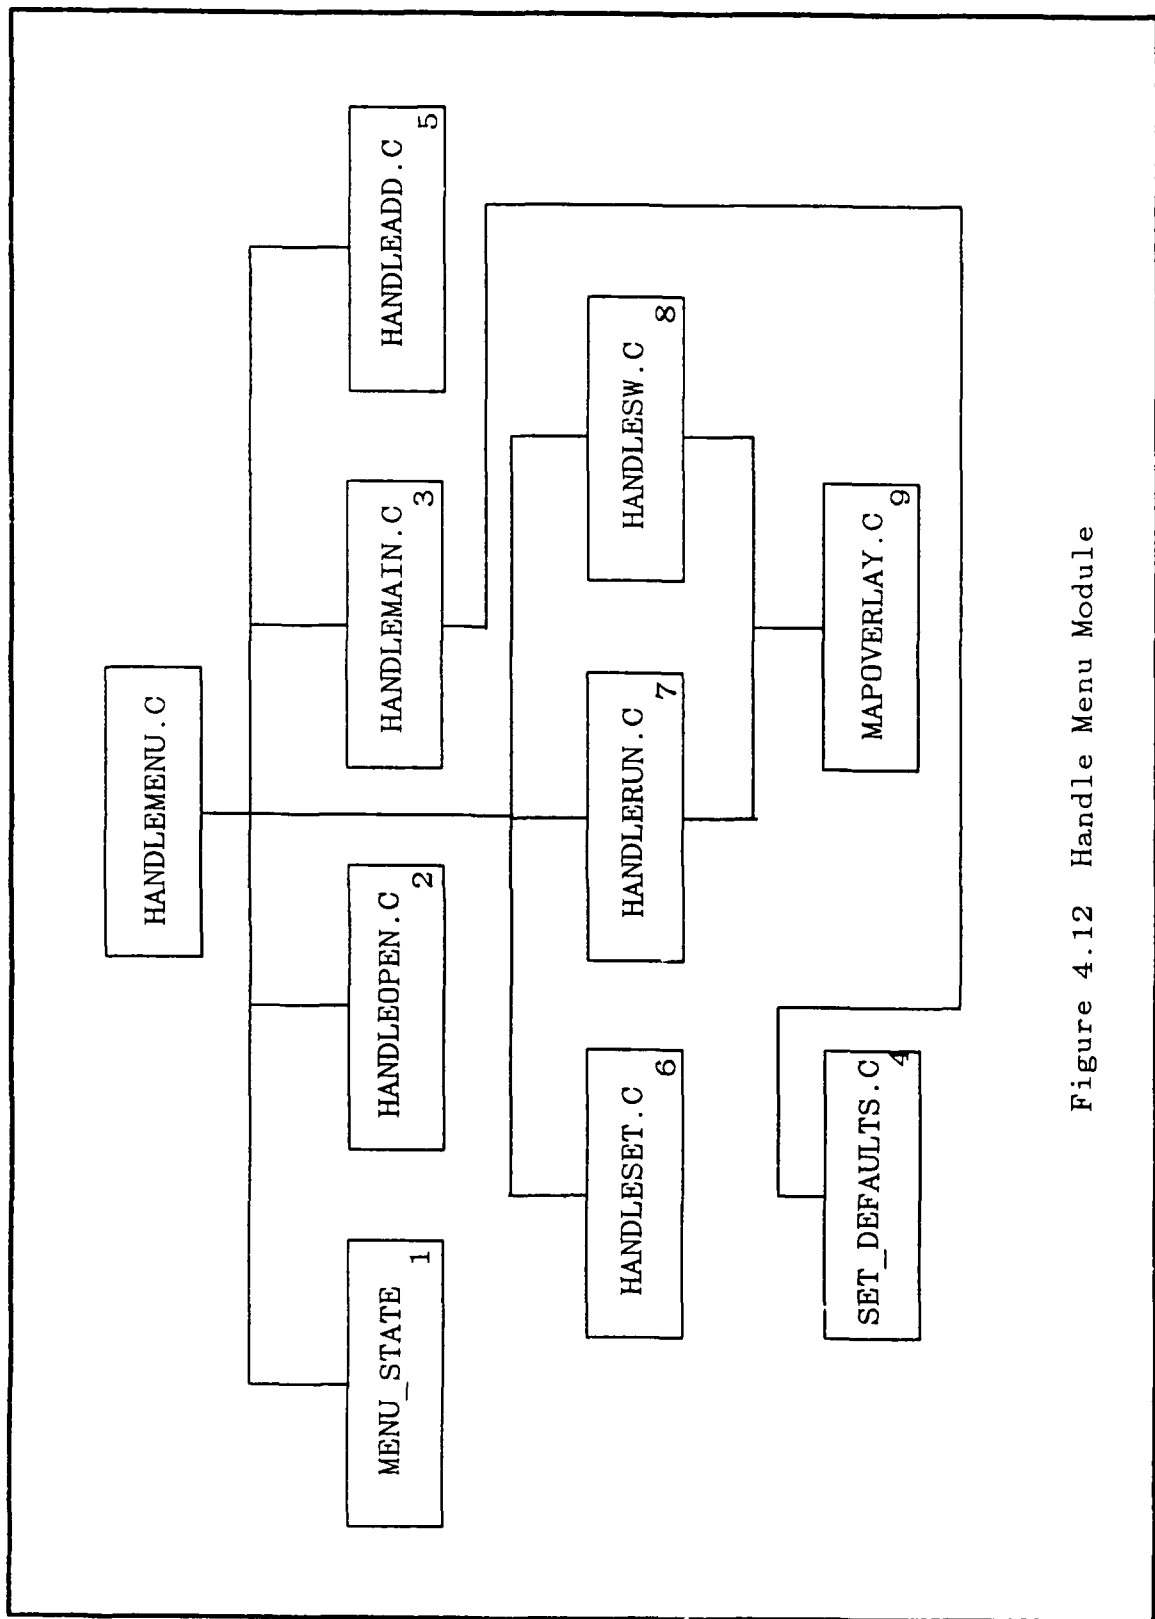 HANDLEMENU.C
MENU_STATE
1
HANDLEOPEN.C
2
HANDLEMAIN.C
3
HANDLEADD.C
5
HANDLESET.C
6
HANDLERUN.C
7
HANDLESW.C
8
SET_DEFAULTS.C
4
MAPOVERLAY.C
9
Figure 4.12 Handle Menu Module